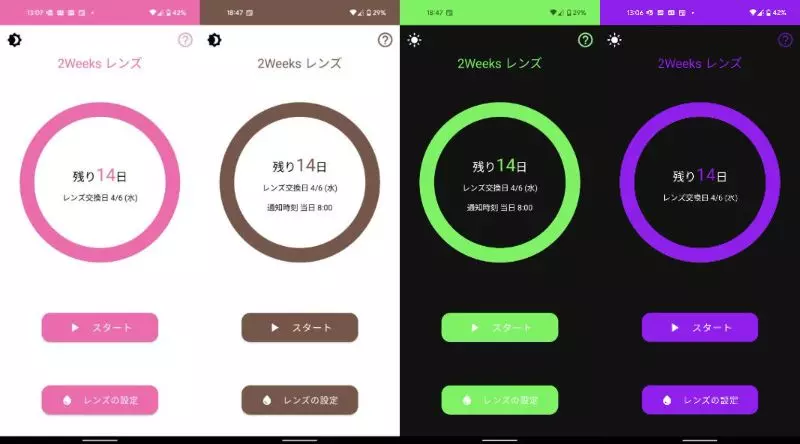 13:07
42%
2Weeks レンズ
残り14日
レンズ交換日 4/6 (水)
スタート
レンズの設定
18:47
29%
2Weeks レンズ
残り14日
レンズ交換日 4/6 (水)
通知時刻 当日 8:00
スタート
レンズの設定
18:47
29%
2Weeks レンズ
残り14日
レンズ交換日 4/6 (水)
通知時刻 当日 8:00
スタート
レンズの設定
13:06
42%
2Weeks レンズ
残り14日
レンズ交換日 4/6 (水)
スタート
レンズの設定